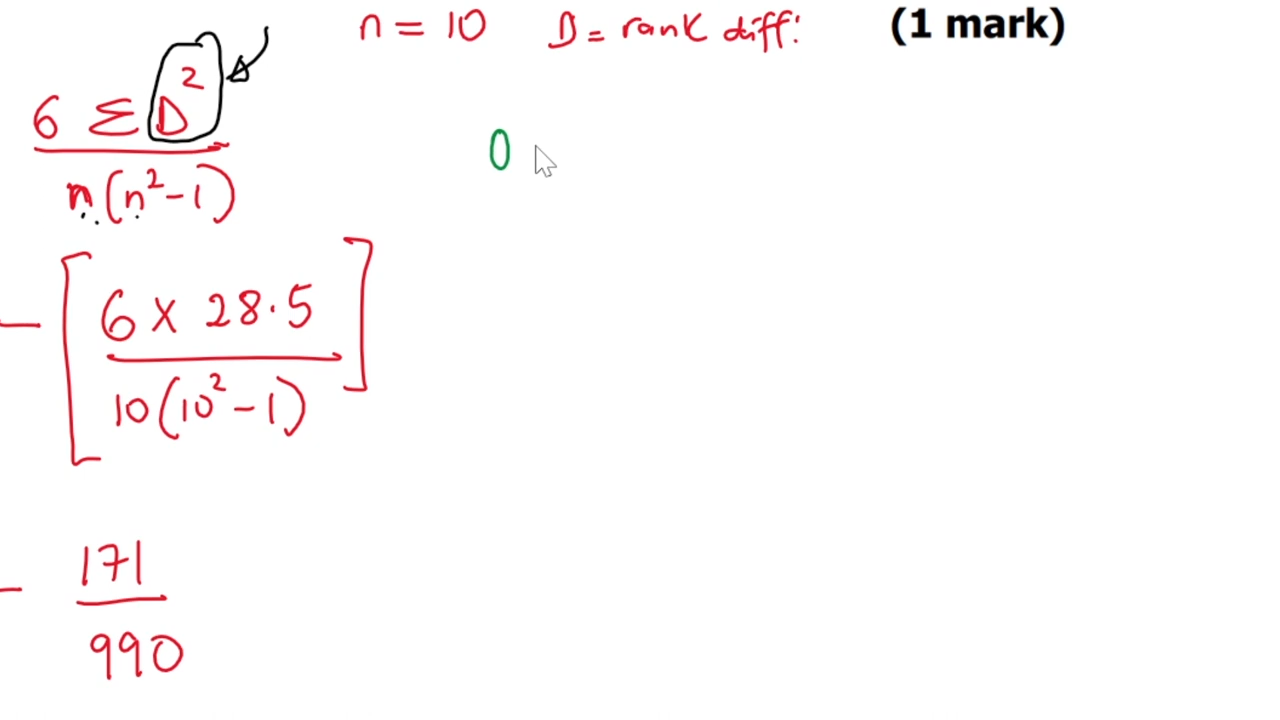 n = 10 D = rank diff: (1 mark)
6 Σ D²
n(n²-1)
0
- [ 6 x 28.5
10(10²-1) ]
- 171
990